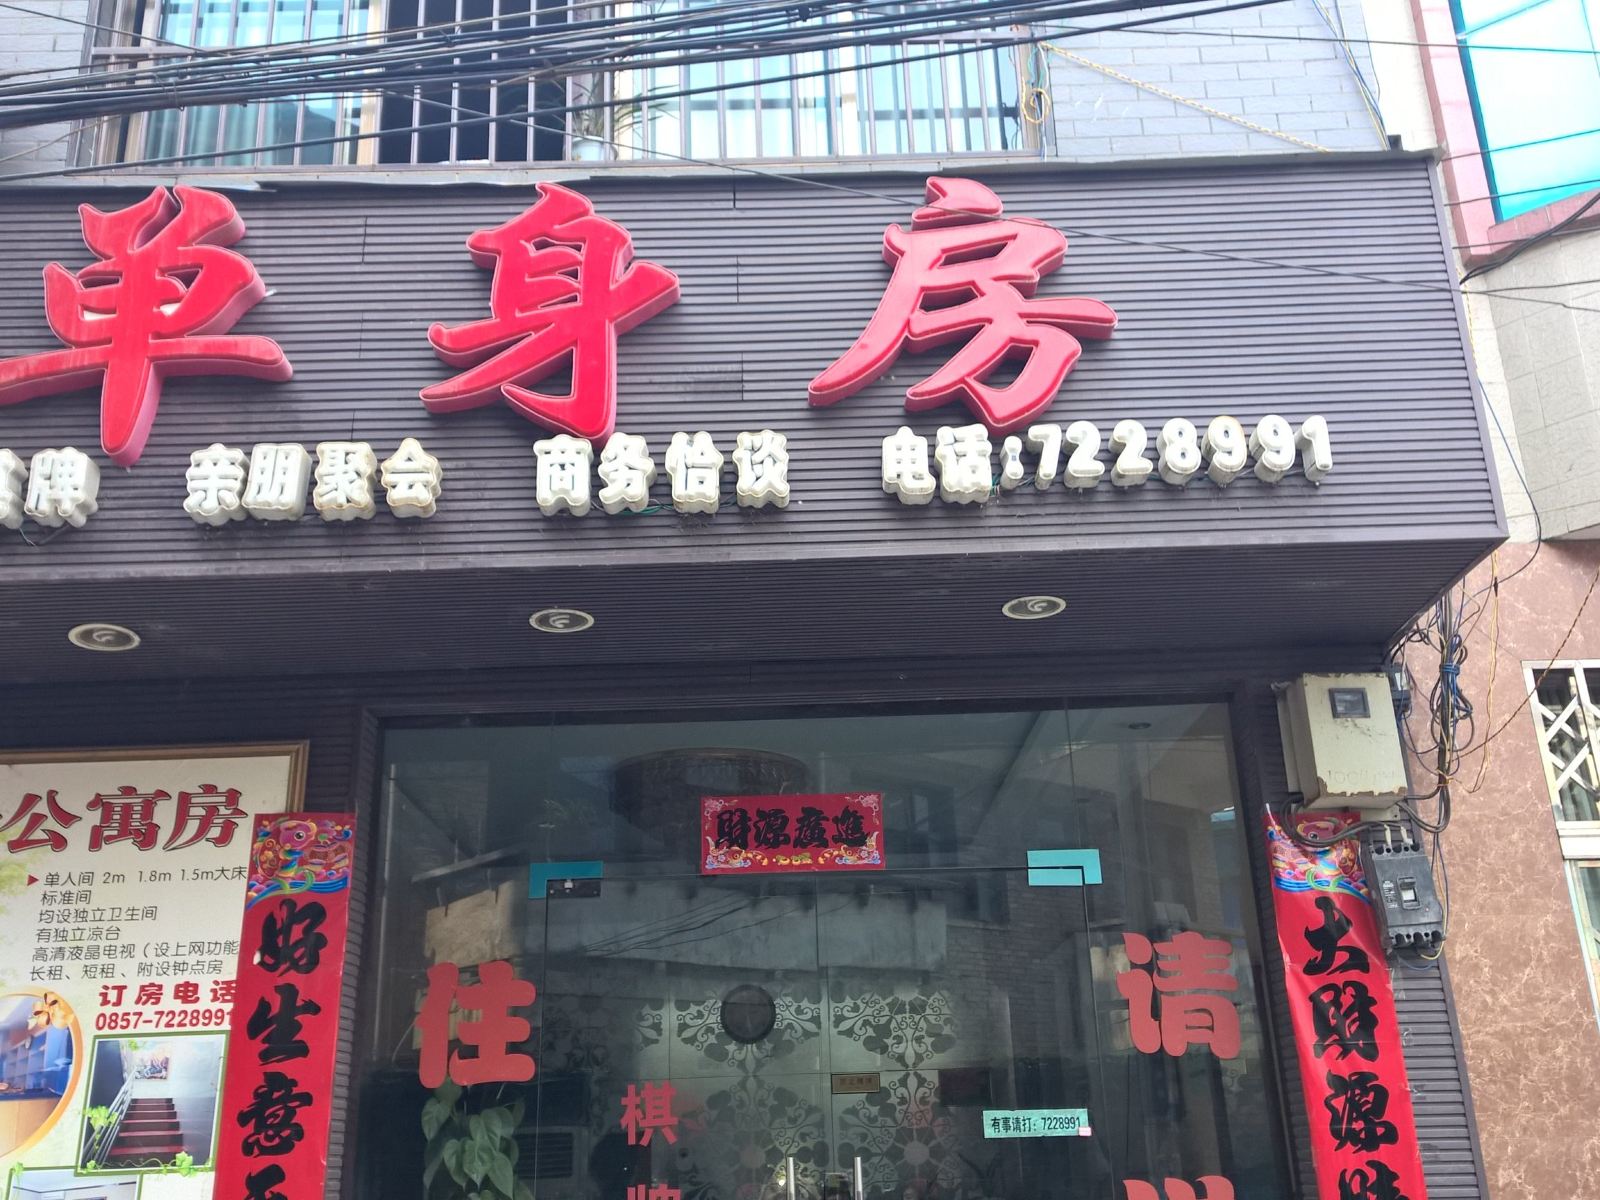 单身房
棋牌 亲朋聚会 商务怡谈 电话:7228991
公寓房
▶单人间 2m 1.8m 1.5m大床
标准间
均设独立卫生间
有独立凉台
高清液晶电视（设上网功能
长租、短租、附设钟点房
订房电话
0857-7228991
好生意
財源廣進
住
棋牌
有事请打：7228991
请
大財源